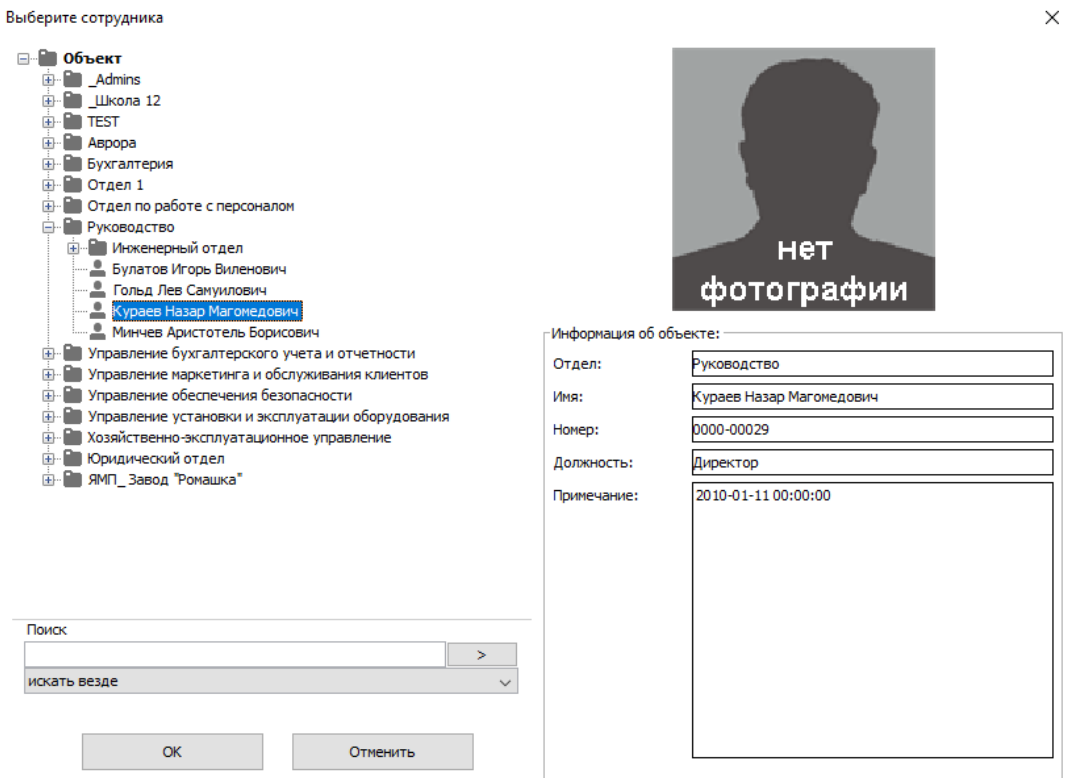 Выберите сотрудника
Объект
_Admins
_Школа 12
TEST
Аврора
Бухгалтерия
Отдел 1
Отдел по работе с персоналом
Руководство
Инженерный отдел
Булатов Игорь Виленович
Гольд Лев Самуилович
Кураев Назар Магомедович
Минчев Аристотель Борисович
Управление бухгалтерского учета и отчетности
Управление маркетинга и обслуживания клиентов
Управление обеспечения безопасности
Управление установки и эксплуатации оборудования
Хозяйственно-эксплуатационное управление
Юридический отдел
ЯМП_ Завод "Ромашка"
Поиск
>
искать везде
ОК
Отменить
нет
фотографии
Информация об объекте:
Отдел: Руководство
Имя: Кураев Назар Магомедович
Номер: 0000-00029
Должность: Директор
Примечание: 2010-01-11 00:00:00